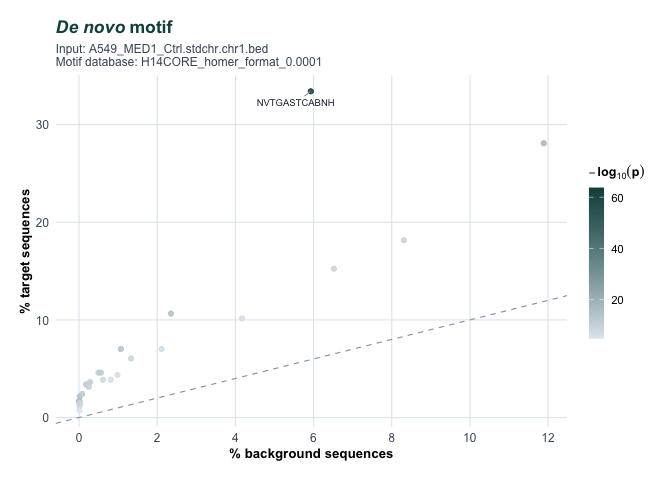 De novo motif
Input: A549_MED1_Ctrl.stdchr.chr1.bed
Motif database: H14CORE_homer_format_0.0001
NVTGASTCABNH
30
20
10
0
% target sequences
0 2 4 6 8 10 12
% background sequences
−log10(p)
60
40
20